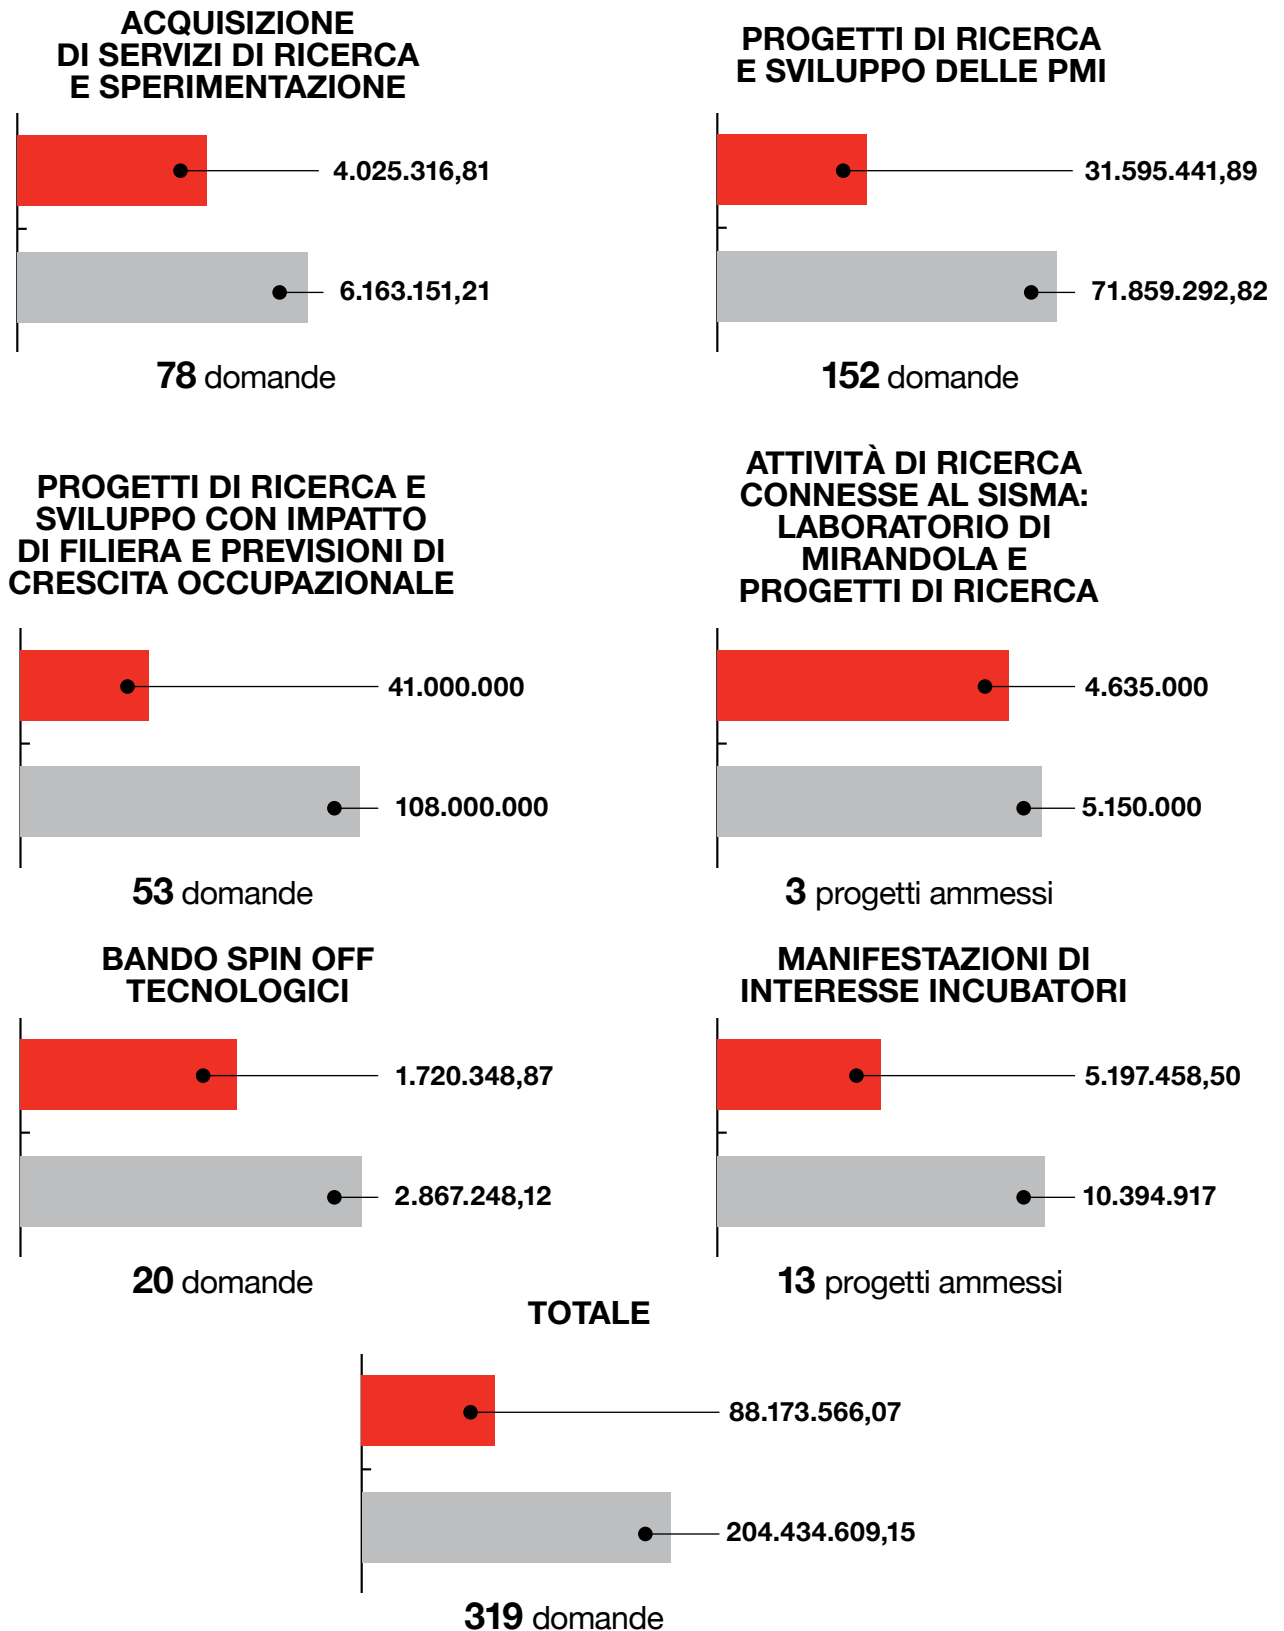 ACQUISIZIONE
DI SERVIZI DI RICERCA
E SPERIMENTAZIONE
4.025.316,81
6.163.151,21
78 domande
PROGETTI DI RICERCA
E SVILUPPO DELLE PMI
31.595.441,89
71.859.292,82
152 domande
PROGETTI DI RICERCA E
SVILUPPO CON IMPATTO
DI FILIERA E PREVISIONI DI
CRESCITA OCCUPAZIONALE
41.000.000
108.000.000
53 domande
ATTIVITÀ DI RICERCA
CONNESSE AL SISMA:
LABORATORIO DI
MIRANDOLA E
PROGETTI DI RICERCA
4.635.000
5.150.000
3 progetti ammessi
BANDO SPIN OFF
TECNOLOGICI
1.720.348,87
2.867.248,12
20 domande
MANIFESTAZIONI DI
INTERESSE INCUBATORI
5.197.458,50
10.394.917
13 progetti ammessi
TOTALE
88.173.566,07
204.434.609,15
319 domande